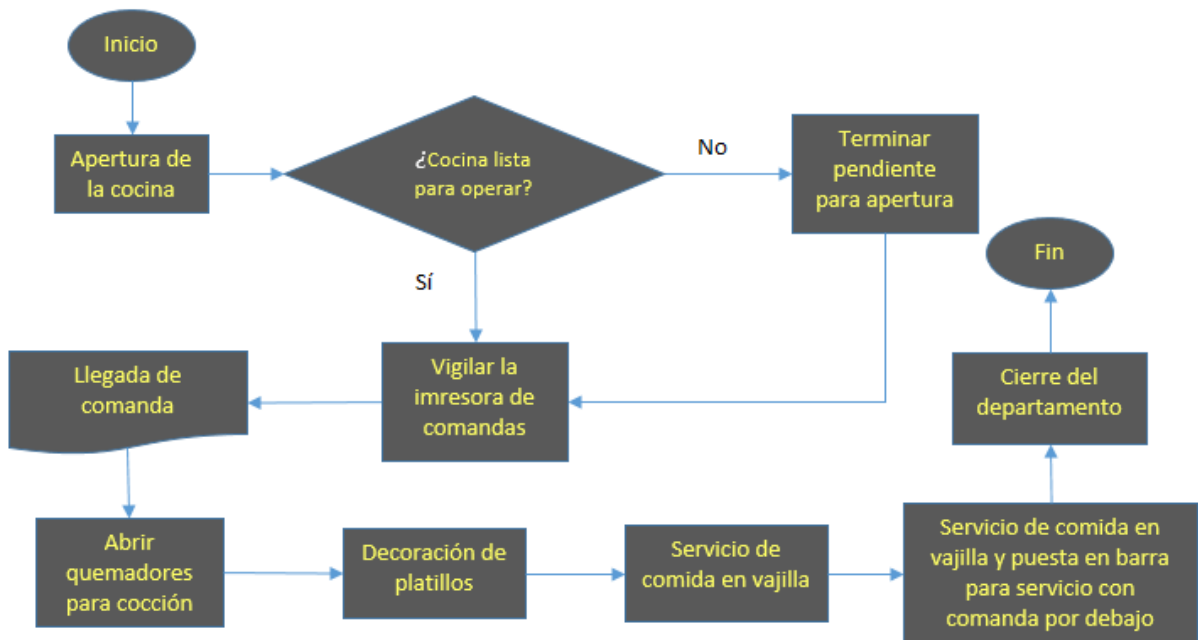 Inicio
Apertura de
la cocina
¿Cocina lista
para operar?
No
Terminar
pendiente
para apertura
Sí
Vigilar la
imresora de
comandas
Llegada de
comanda
Abrir
quemadores
para cocción
Decoración de
platillos
Servicio de
comida en vajilla
Servicio de comida en
vajilla y puesta en barra
para servicio con
comanda por debajo
Cierre del
departamento
Fin